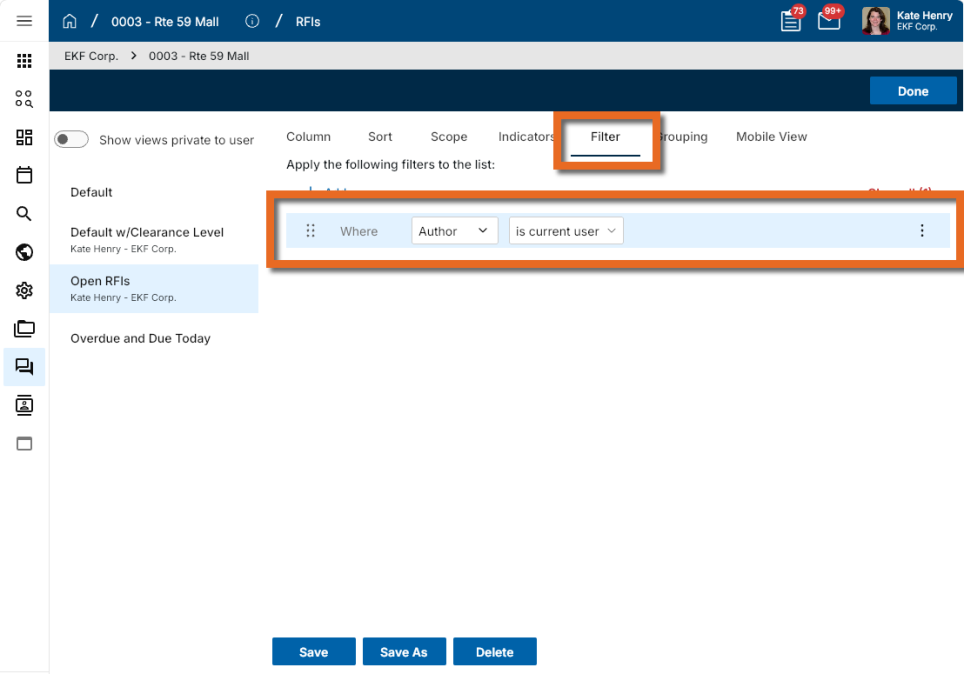 / 0003 - Rte 59 Mall / RFIs
73
99+
Kate Henry
EKF Corp.
EKF Corp. > 0003 - Rte 59 Mall
Done
Show views private to user
Column Sort Scope Indicators Filter Grouping Mobile View
Apply the following filters to the list:
Default
Where Author is current user
Default w/Clearance Level
Kate Henry - EKF Corp.
Open RFIs
Kate Henry - EKF Corp.
Overdue and Due Today
Save Save As Delete